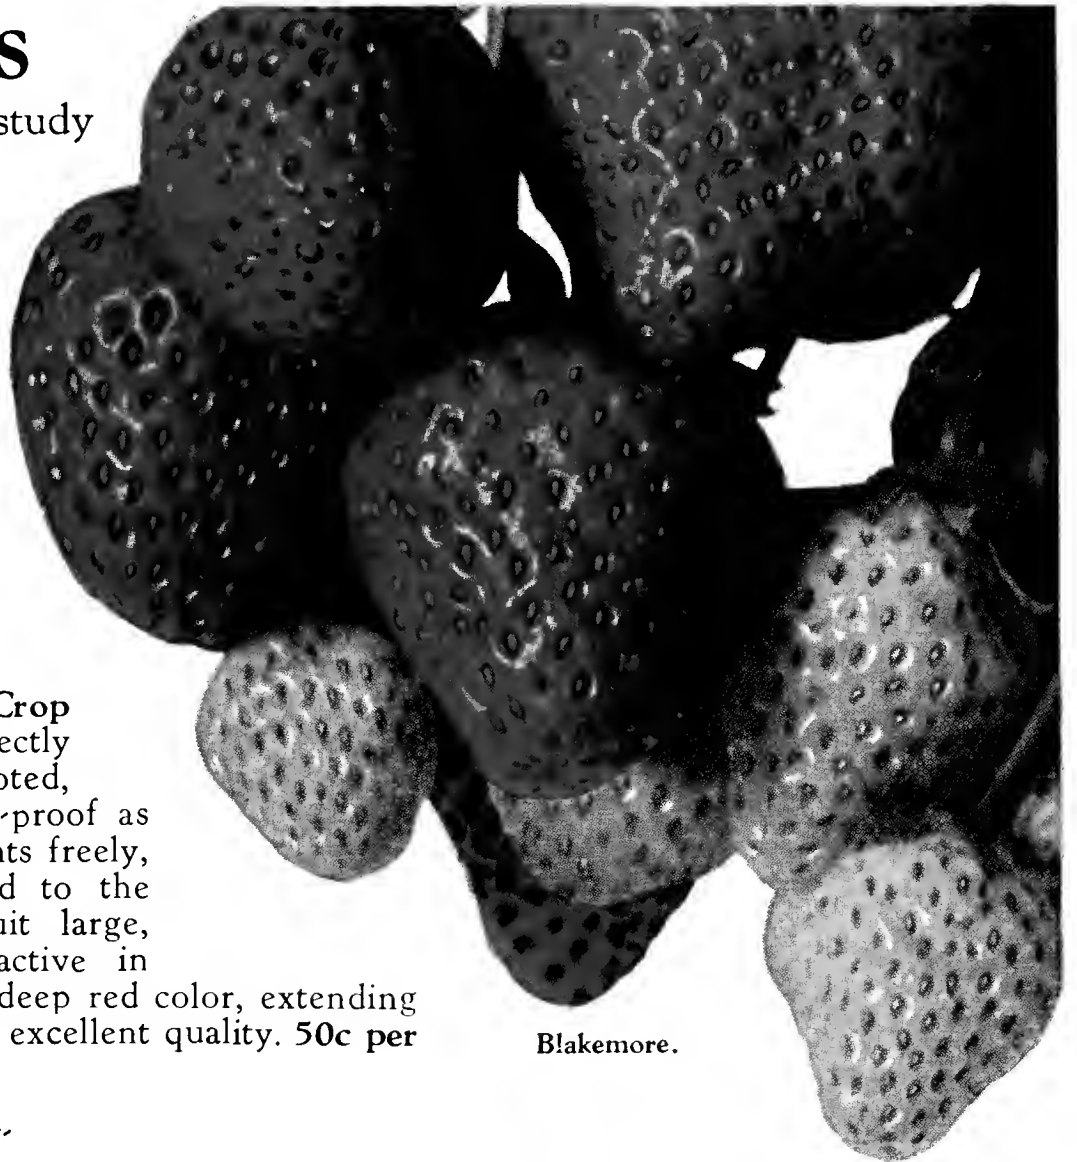 s
study
Crop
ectly
oted,
-proof as
nts freely,
d to the
uit large,
active in
deep red color, extending
excellent quality. 50c per
Blakemore.